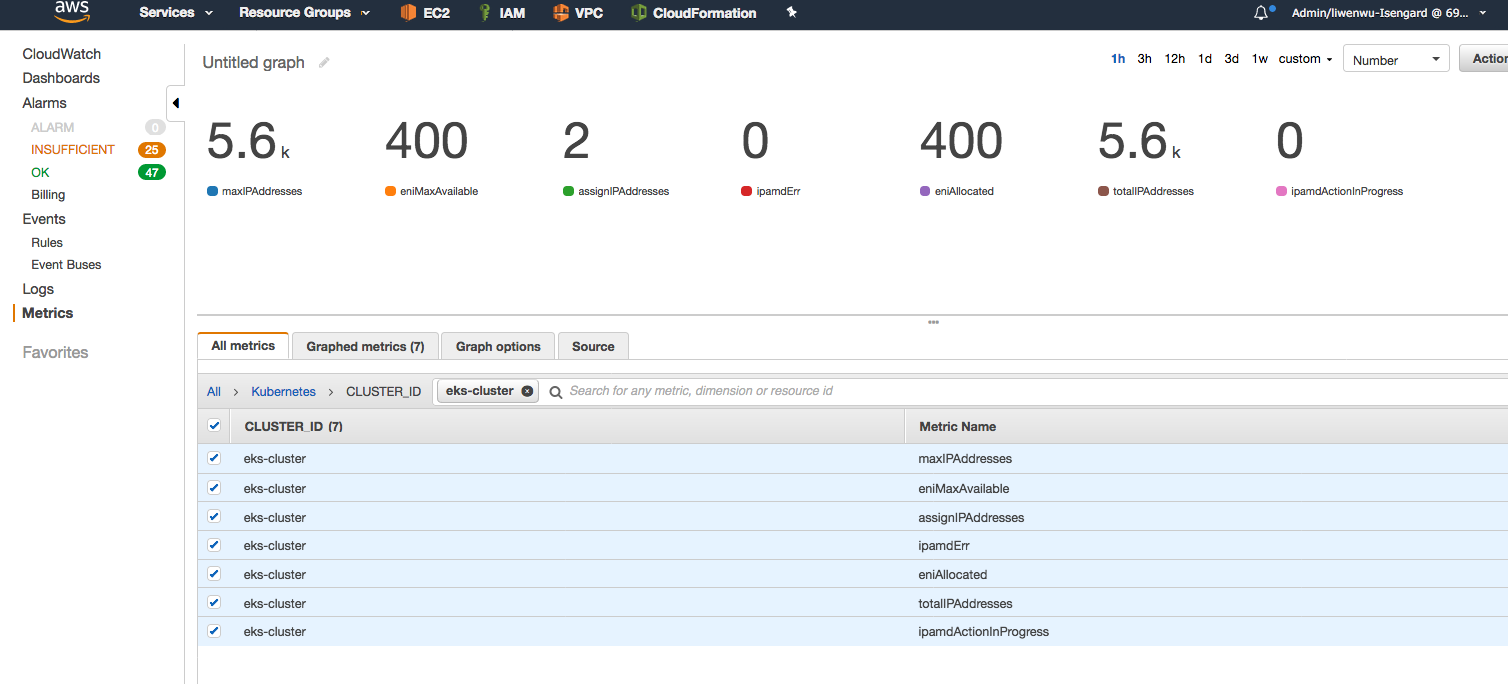 aws Services Resource Groups EC2 IAM VPC CloudFormation Admin/liwenwu-Isengard @ 69...
CloudWatch
Dashboards
Alarms
ALARM 0
INSUFFICIENT 25
OK 47
Billing
Events
Rules
Event Buses
Logs
Metrics
Favorites
Untitled graph 1h 3h 12h 1d 3d 1w custom Number Action
5.6 k 400 2 0 400 5.6 k 0
maxIPAddresses eniMaxAvailable assignIPAddresses ipamdErr eniAllocated totalIPAddresses ipamdActionInProgress
All metrics Graphed metrics (7) Graph options Source
All > Kubernetes > CLUSTER_ID eks-cluster Search for any metric, dimension or resource id
CLUSTER_ID (7) Metric Name
eks-cluster maxIPAddresses
eks-cluster eniMaxAvailable
eks-cluster assignIPAddresses
eks-cluster ipamdErr
eks-cluster eniAllocated
eks-cluster totalIPAddresses
eks-cluster ipamdActionInProgress